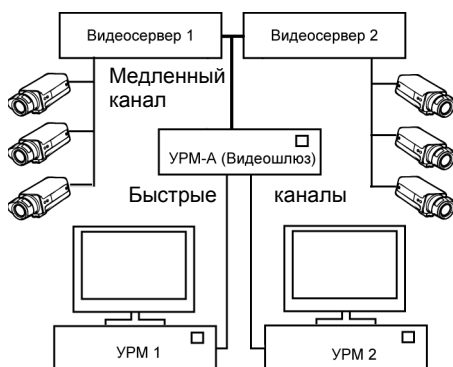 Видеосервер 1
Видеосервер 2
Медленный
канал
УРМ-А (Видеошлюз)
Быстрые каналы
УРМ 1
УРМ 2